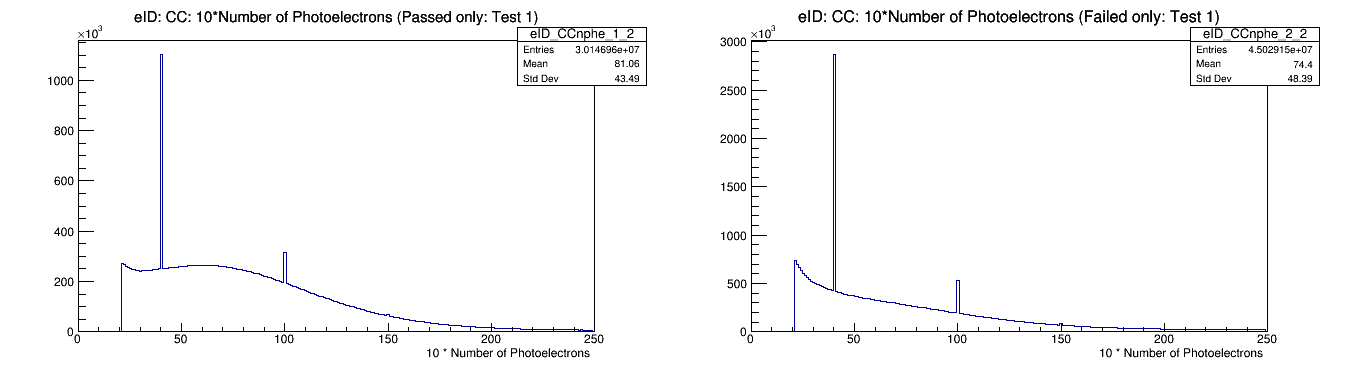 eID: CC: 10*Number of Photoelectrons (Passed only: Test 1)
×10³
eID_CCnphe_1_2
Entries 3.014696e+07
Mean 81.06
Std Dev 43.49
1000
800
600
400
200
0
0 50 100 150 200 250
10 * Number of Photoelectrons
eID: CC: 10*Number of Photoelectrons (Failed only: Test 1)
×10³
eID_CCnphe_2_2
Entries 4.502915e+07
Mean 74.4
Std Dev 48.39
3000
2500
2000
1500
1000
500
0
0 50 100 150 200 250
10 * Number of Photoelectrons